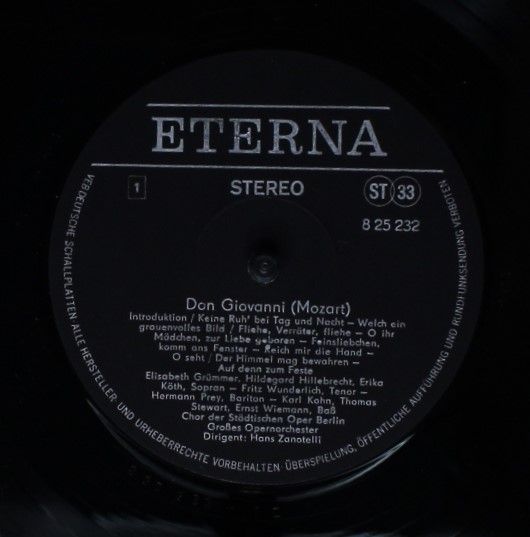 ETERNA
1 STEREO ST 33
8 25 232
Don Giovanni (Mozart)
Introduktion / Keine Ruh' bei Tag und Nacht – Welch ein
grauenvolles Bild / Fliehe, Verräter, fliehe – O ihr
Mädchen, zur Liebe geboren – Feinsliebchen,
komm ans Fenster – Reich mir die Hand –
O seht / Der Himmel mag bewahren –
Auf denn zum Feste
Elisabeth Grümmer, Hildegard Hillebrecht, Erika
Köth, Sopran – Fritz Wunderlich, Tenor –
Hermann Prey, Bariton – Karl Kohn, Thomas
Stewart, Ernst Wiemann, Baß
Chor der Städtischen Oper Berlin
Großes Opernorchester
Dirigent: Hans Zanotelli
VEB DEUTSCHE SCHALLPLATTEN ALLE HERSTELLER- UND URHEBERRECHTE VORBEHALTEN. ÜBERSPIELUNG, ÖFFENTLICHE AUFFÜHRUNG UND RUNDFUNKSENDUNG VERBOTEN